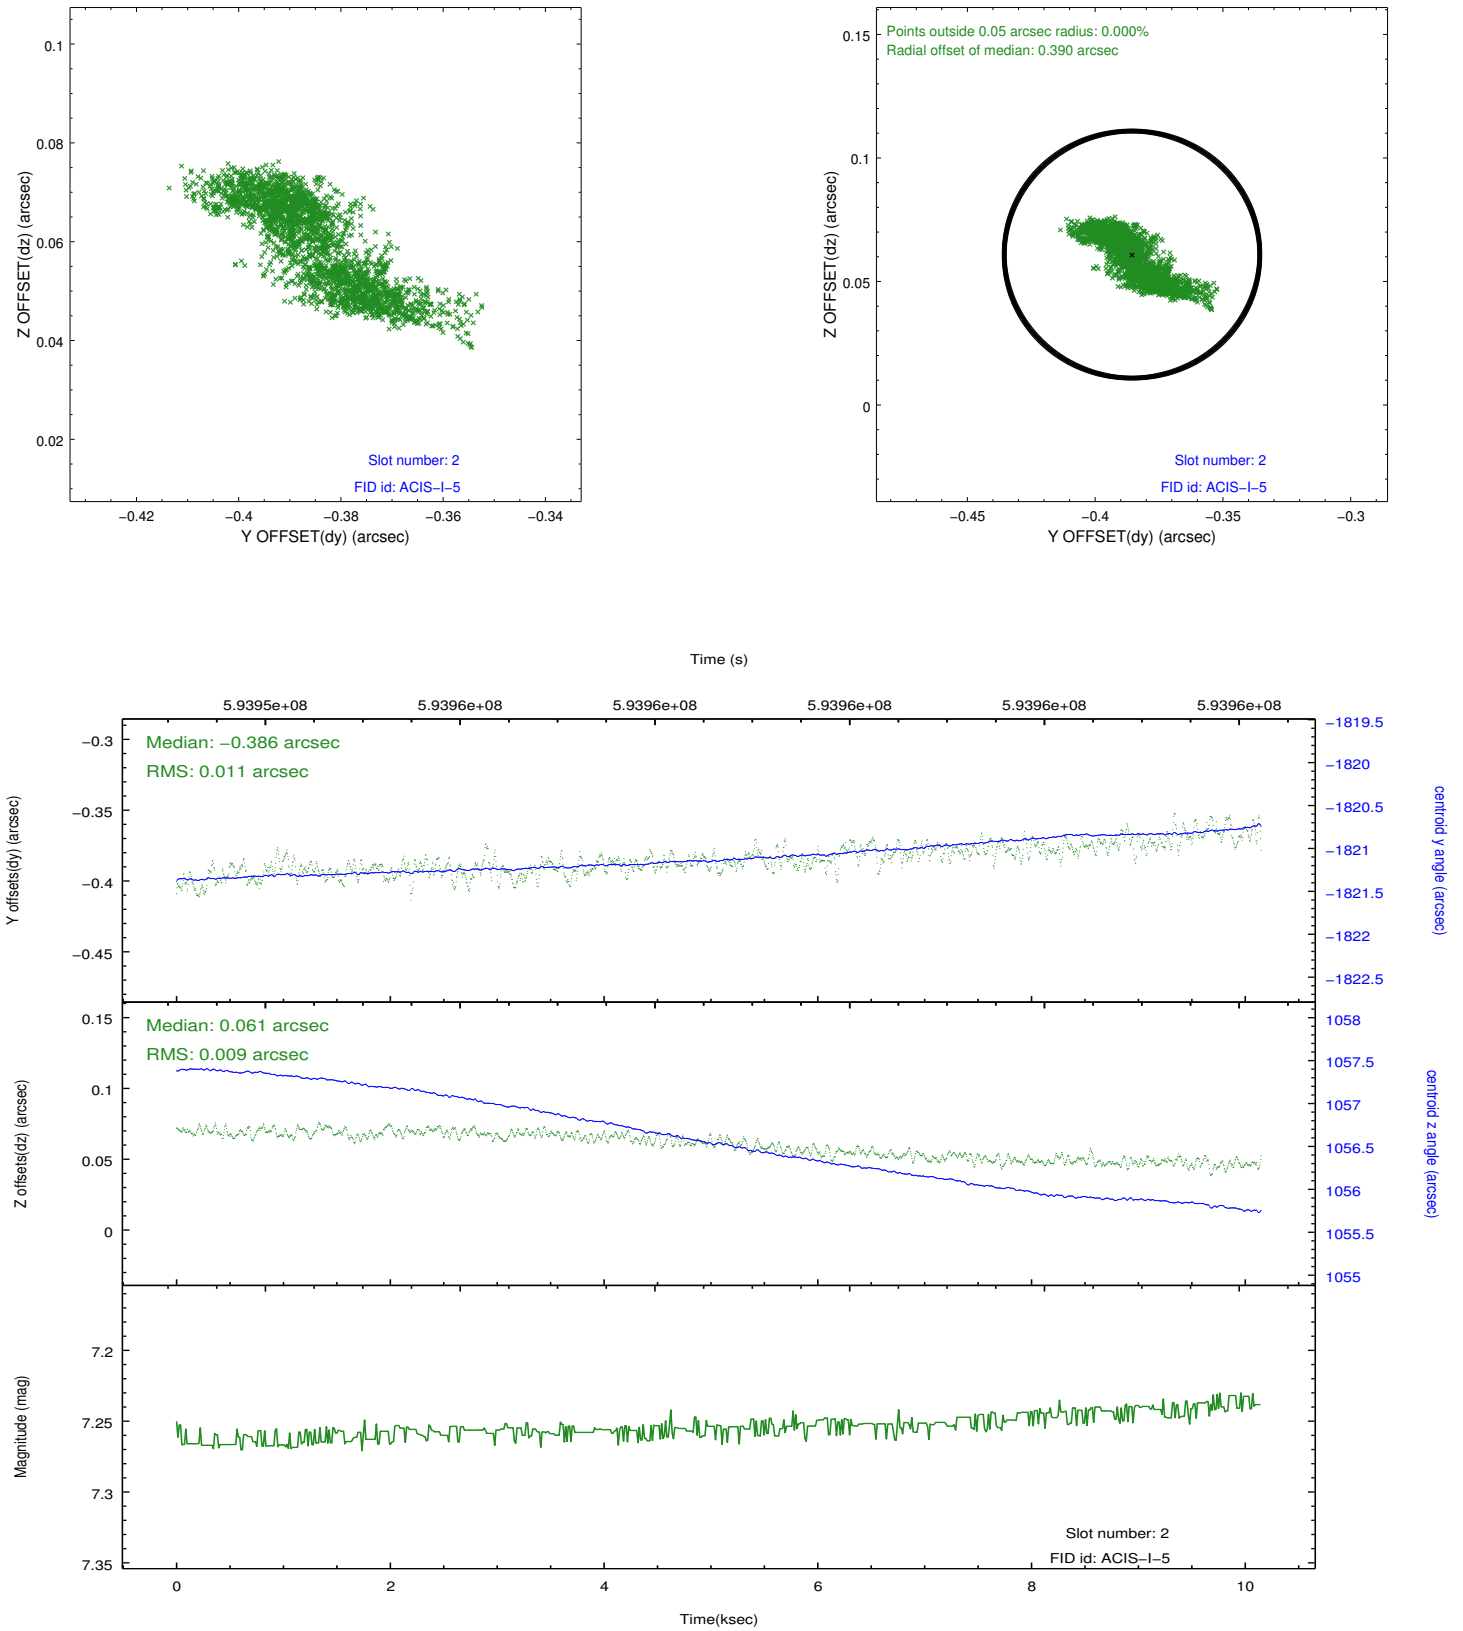 0.1
0.08
0.06
0.04
0.02
Z OFFSET(dz) (arcsec)
Slot number: 2
FID id: ACIS−I−5
−0.42 −0.4 −0.38 −0.36 −0.34
Y OFFSET(dy) (arcsec)
Points outside 0.05 arcsec radius: 0.000%
Radial offset of median: 0.390 arcsec
0.15
0.1
0.05
0
Z OFFSET(dz) (arcsec)
Slot number: 2
FID id: ACIS−I−5
−0.45 −0.4 −0.35 −0.3
Y OFFSET(dy) (arcsec)
Time (s)
5.9395e+08 5.9396e+08 5.9396e+08 5.9396e+08 5.9396e+08 5.9396e+08
Median: −0.386 arcsec
RMS: 0.011 arcsec
−0.3
−0.35
−0.4
−0.45
Y offsets(dy) (arcsec)
−1819.5
−1820
−1820.5
−1821
−1821.5
−1822
−1822.5
centroid y angle (arcsec)
Median: 0.061 arcsec
RMS: 0.009 arcsec
0.15
0.1
0.05
0
Z offsets(dz) (arcsec)
1058
1057.5
1057
1056.5
1056
1055.5
1055
centroid z angle (arcsec)
7.2
7.25
7.3
7.35
Magnitude (mag)
Slot number: 2
FID id: ACIS−I−5
0 2 4 6 8 10
Time(ksec)